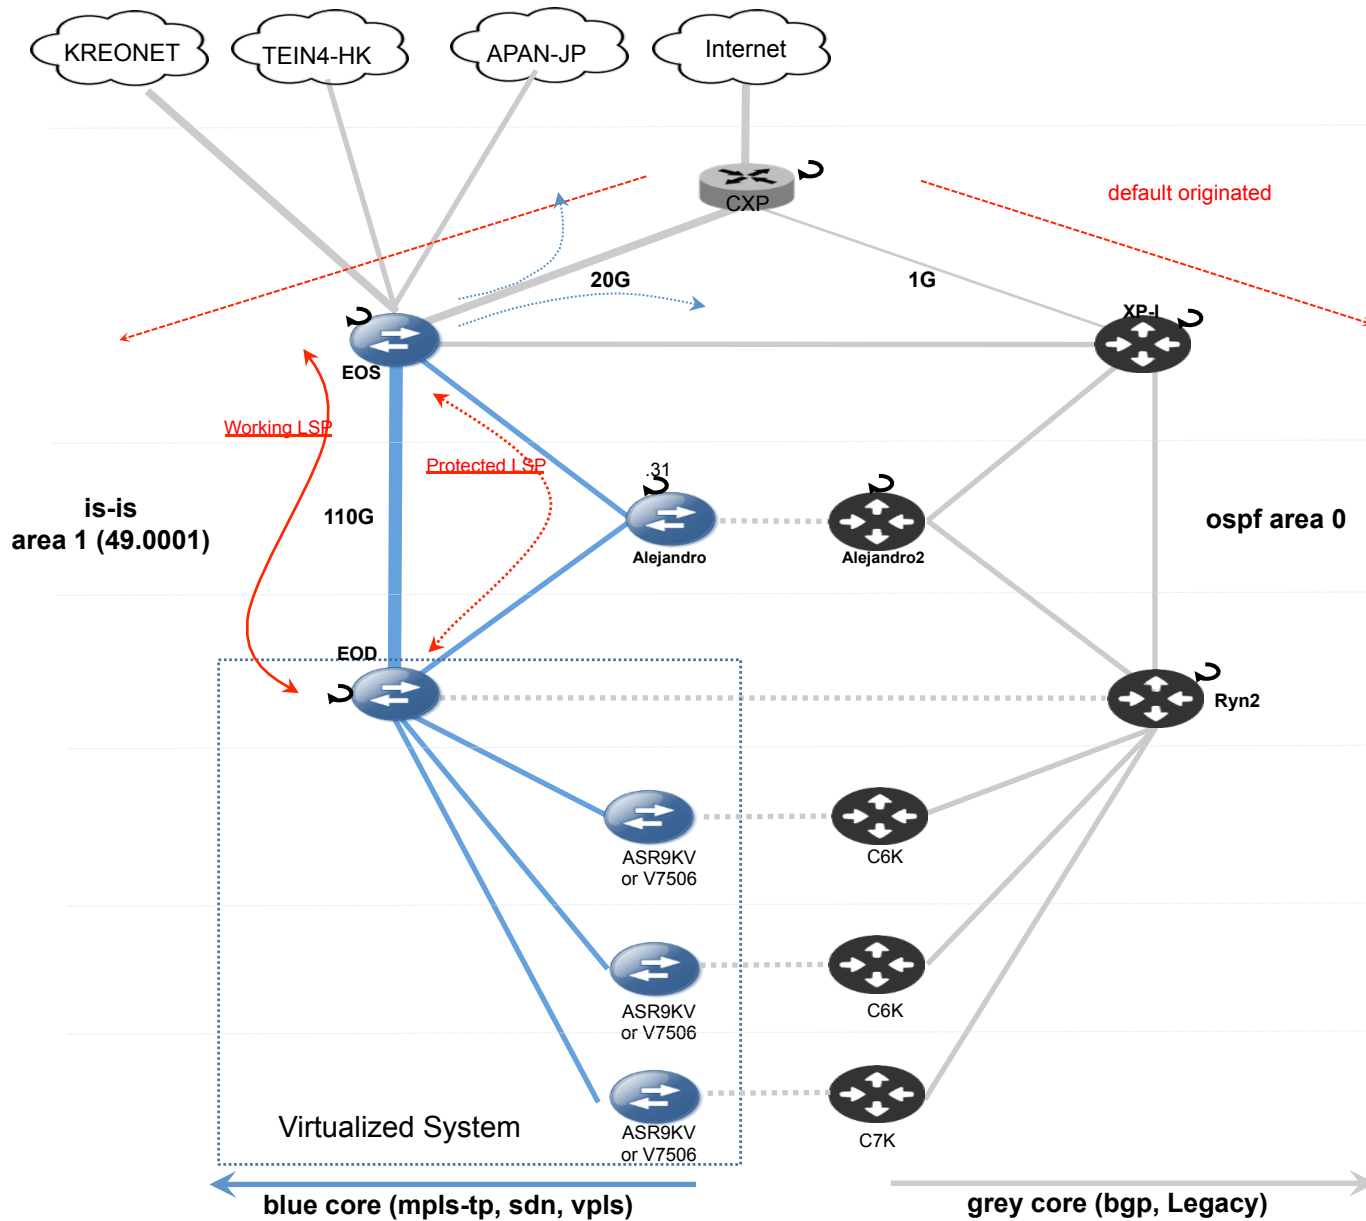 KREONET
TEIN4-HK
APAN-JP
Internet
default originated
CXP
20G
1G
XP-I
EOS
Working LSP
Protected LSP
.31
is-is
area 1 (49.0001)
110G
ospf area 0
Alejandro
Alejandro2
EOD
Ryn2
ASR9KV
or V7506
C6K
ASR9KV
or V7506
C6K
ASR9KV
or V7506
C7K
Virtualized System
blue core (mpls-tp, sdn, vpls)
grey core (bgp, Legacy)